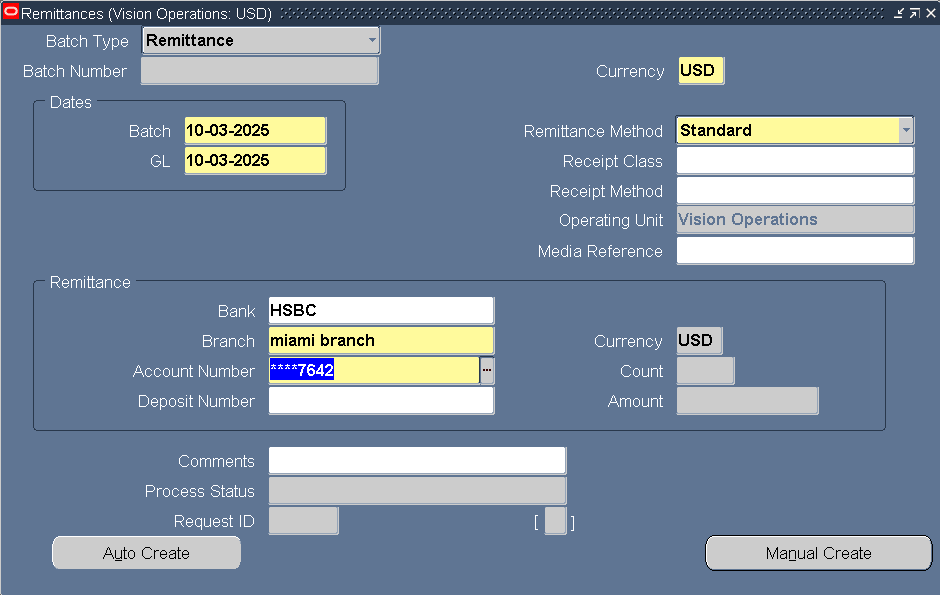 Remittances (Vision Operations: USD)
Batch Type Remittance
Batch Number
Currency USD
Dates
Batch 10-03-2025
GL 10-03-2025
Remittance Method Standard
Receipt Class
Receipt Method
Operating Unit Vision Operations
Media Reference
Remittance
Bank HSBC
Branch miami branch
Currency USD
Account Number ****7642 ...
Count
Deposit Number
Amount
Comments
Process Status
Request ID [ ]
Auto Create
Manual Create